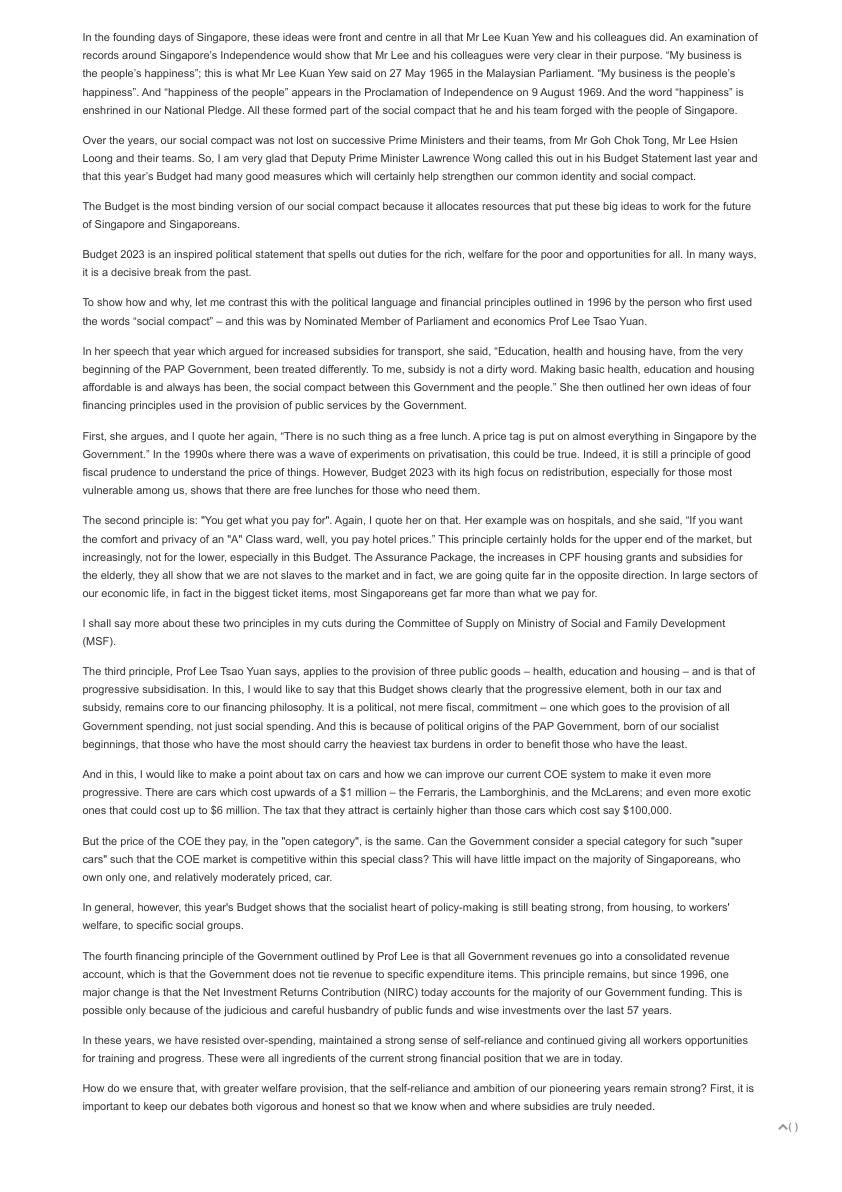 In the founding days of Singapore, these ideas were front and centre in all that Mr Lee Kuan Yew and his colleagues did. An examination of
records around Singapore’s Independence would show that Mr Lee and his colleagues were very clear in their purpose. “My business is
the people’s happiness”; this is what Mr Lee Kuan Yew said on 27 May 1965 in the Malaysian Parliament. “My business is the people’s
happiness”. And “happiness of the people” appears in the Proclamation of Independence on 9 August 1969. And the word “happiness” is
enshrined in our National Pledge. All these formed part of the social compact that he and his team forged with the people of Singapore.
Over the years, our social compact was not lost on successive Prime Ministers and their teams, from Mr Goh Chok Tong, Mr Lee Hsien
Loong and their teams. So, I am very glad that Deputy Prime Minister Lawrence Wong called this out in his Budget Statement last year and
that this year’s Budget had many good measures which will certainly help strengthen our common identity and social compact.
The Budget is the most binding version of our social compact because it allocates resources that put these big ideas to work for the future
of Singapore and Singaporeans.
Budget 2023 is an inspired political statement that spells out duties for the rich, welfare for the poor and opportunities for all. In many ways,
it is a decisive break from the past.
To show how and why, let me contrast this with the political language and financial principles outlined in 1996 by the person who first used
the words “social compact” – and this was by Nominated Member of Parliament and economics Prof Lee Tsao Yuan.
In her speech that year which argued for increased subsidies for transport, she said, “Education, health and housing have, from the very
beginning of the PAP Government, been treated differently. To me, subsidy is not a dirty word. Making basic health, education and housing
affordable is and always has been, the social compact between this Government and the people.” She then outlined her own ideas of four
financing principles used in the provision of public services by the Government.
First, she argues, and I quote her again, “There is no such thing as a free lunch. A price tag is put on almost everything in Singapore by the
Government.” In the 1990s where there was a wave of experiments on privatisation, this could be true. Indeed, it is still a principle of good
fiscal prudence to understand the price of things. However, Budget 2023 with its high focus on redistribution, especially for those most
vulnerable among us, shows that there are free lunches for those who need them.
The second principle is: "You get what you pay for". Again, I quote her on that. Her example was on hospitals, and she said, “If you want
the comfort and privacy of an "A" Class ward, well, you pay hotel prices.” This principle certainly holds for the upper end of the market, but
increasingly, not for the lower, especially in this Budget. The Assurance Package, the increases in CPF housing grants and subsidies for
the elderly, they all show that we are not slaves to the market and in fact, we are going quite far in the opposite direction. In large sectors of
our economic life, in fact in the biggest ticket items, most Singaporeans get far more than what we pay for.
I shall say more about these two principles in my cuts during the Committee of Supply on Ministry of Social and Family Development
(MSF).
The third principle, Prof Lee Tsao Yuan says, applies to the provision of three public goods – health, education and housing – and is that of
progressive subsidisation. In this, I would like to say that this Budget shows clearly that the progressive element, both in our tax and
subsidy, remains core to our financing philosophy. It is a political, not mere fiscal, commitment – one which goes to the provision of all
Government spending, not just social spending. And this is because of political origins of the PAP Government, born of our socialist
beginnings, that those who have the most should carry the heaviest tax burdens in order to benefit those who have the least.
And in this, I would like to make a point about tax on cars and how we can improve our current COE system to make it even more
progressive. There are cars which cost upwards of a $1 million – the Ferraris, the Lamborghinis, and the McLarens; and even more exotic
ones that could cost up to $6 million. The tax that they attract is certainly higher than those cars which cost say $100,000.
But the price of the COE they pay, in the "open category", is the same. Can the Government consider a special category for such "super
cars" such that the COE market is competitive within this special class? This will have little impact on the majority of Singaporeans, who
own only one, and relatively moderately priced, car.
In general, however, this year's Budget shows that the socialist heart of policy-making is still beating strong, from housing, to workers'
welfare, to specific social groups.
The fourth financing principle of the Government outlined by Prof Lee is that all Government revenues go into a consolidated revenue
account, which is that the Government does not tie revenue to specific expenditure items. This principle remains, but since 1996, one
major change is that the Net Investment Returns Contribution (NIRC) today accounts for the majority of our Government funding. This is
possible only because of the judicious and careful husbandry of public funds and wise investments over the last 57 years.
In these years, we have resisted over-spending, maintained a strong sense of self-reliance and continued giving all workers opportunities
for training and progress. These were all ingredients of the current strong financial position that we are in today.
How do we ensure that, with greater welfare provision, that the self-reliance and ambition of our pioneering years remain strong? First, it is
important to keep our debates both vigorous and honest so that we know when and where subsidies are truly needed.
( )